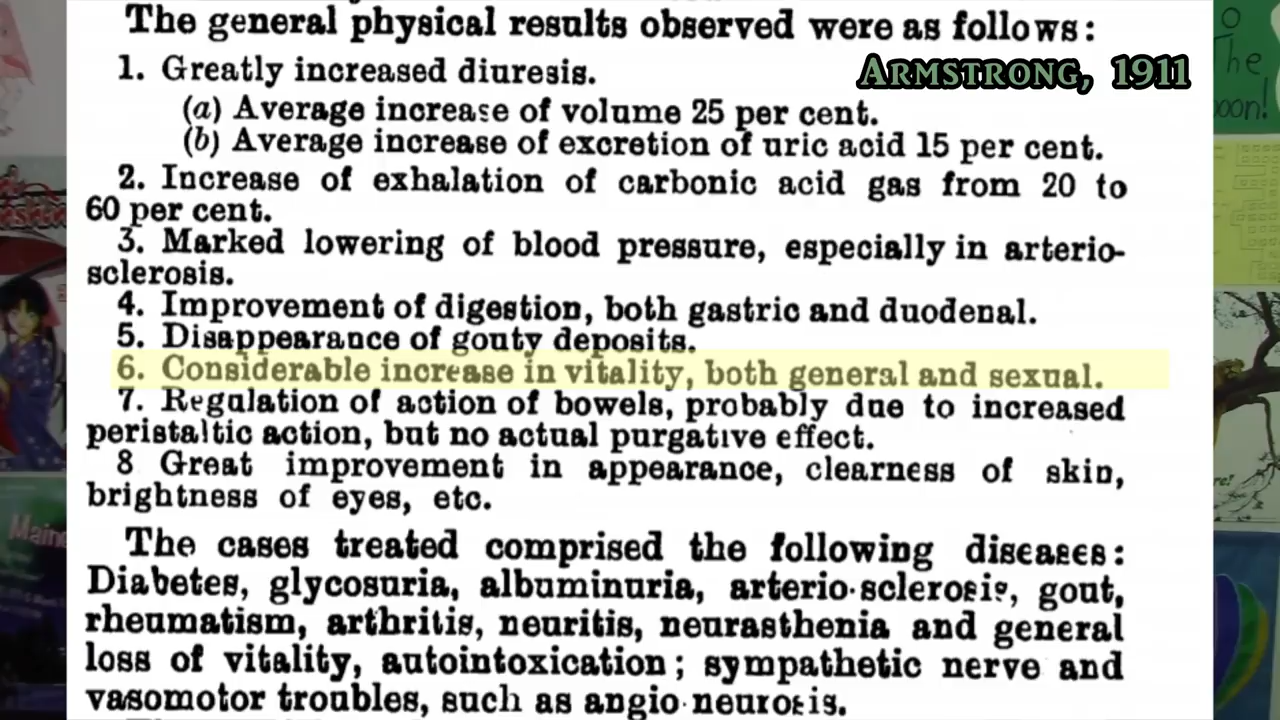 The general physical results observed were as follows:
ARMSTRONG, 1911
1. Greatly increased diuresis.
(a) Average increase of volume 25 per cent.
(b) Average increase of excretion of uric acid 15 per cent.
2. Increase of exhalation of carbonic acid gas from 20 to
60 per cent.
3. Marked lowering of blood pressure, especially in arterio-
sclerosis.
4. Improvement of digestion, both gastric and duodenal.
5. Disappearance of gouty deposits.
6. Considerable increase in vitality, both general and sexual.
7. Regulation of action of bowels, probably due to increased
peristaltic action, but no actual purgative effect.
8 Great improvement in appearance, clearness of skin,
brightness of eyes, etc.
The cases treated comprised the following diseases:
Diabetes, glycosuria, albuminuria, arterio-sclerosis, gout,
rheumatism, arthritis, neuritis, neurasthenia and general
loss of vitality, autointoxication; sympathetic nerve and
vasomotor troubles, such as angio-neurosis.
The